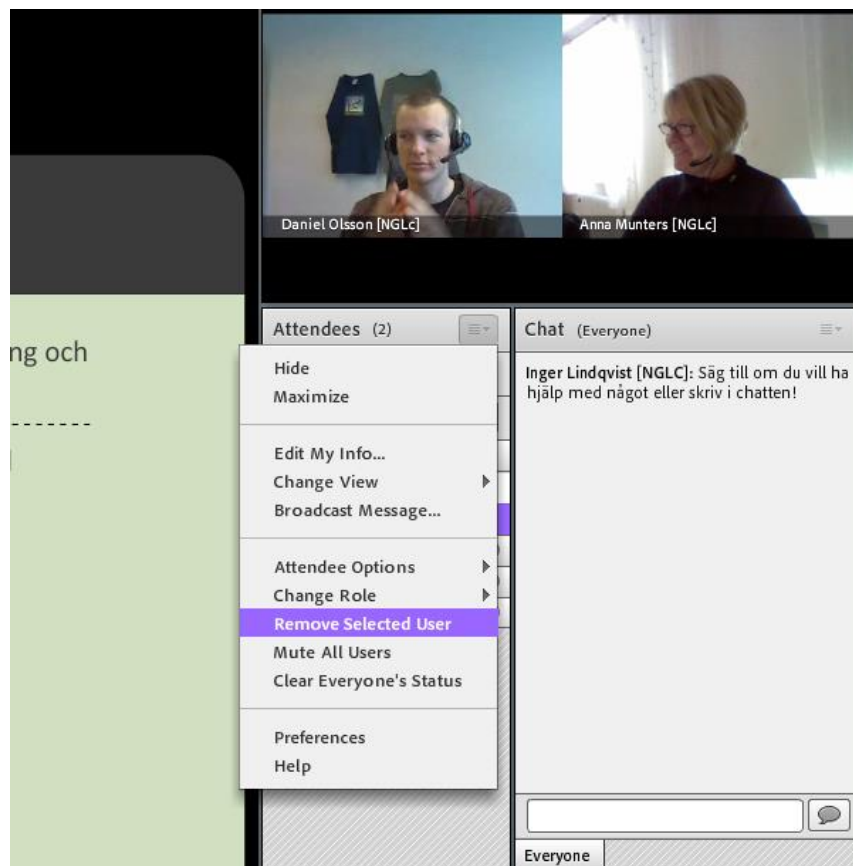 Daniel Olsson [NGLc]
Anna Munters [NGLc]
Attendees (2)
Chat (Everyone)
ng och
-------
Hide
Maximize
Edit My Info...
Change View
Broadcast Message...
Attendee Options
Change Role
Remove Selected User
Mute All Users
Clear Everyone's Status
Preferences
Help
Inger Lindqvist [NGLC]: Säg till om du vill ha
hjälp med något eller skriv i chatten!
Everyone